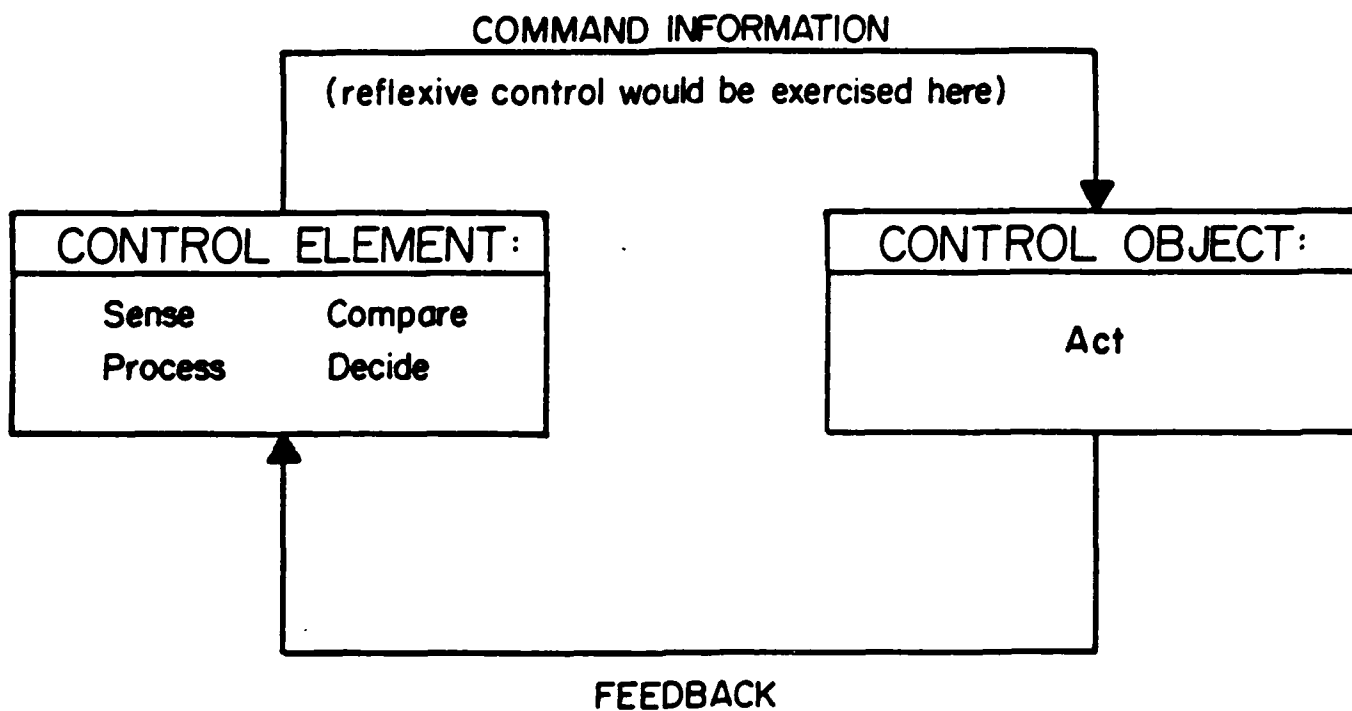 COMMAND INFORMATION
(reflexive control would be exercised here)
CONTROL ELEMENT:
Sense Compare
Process Decide
CONTROL OBJECT:
Act
FEEDBACK